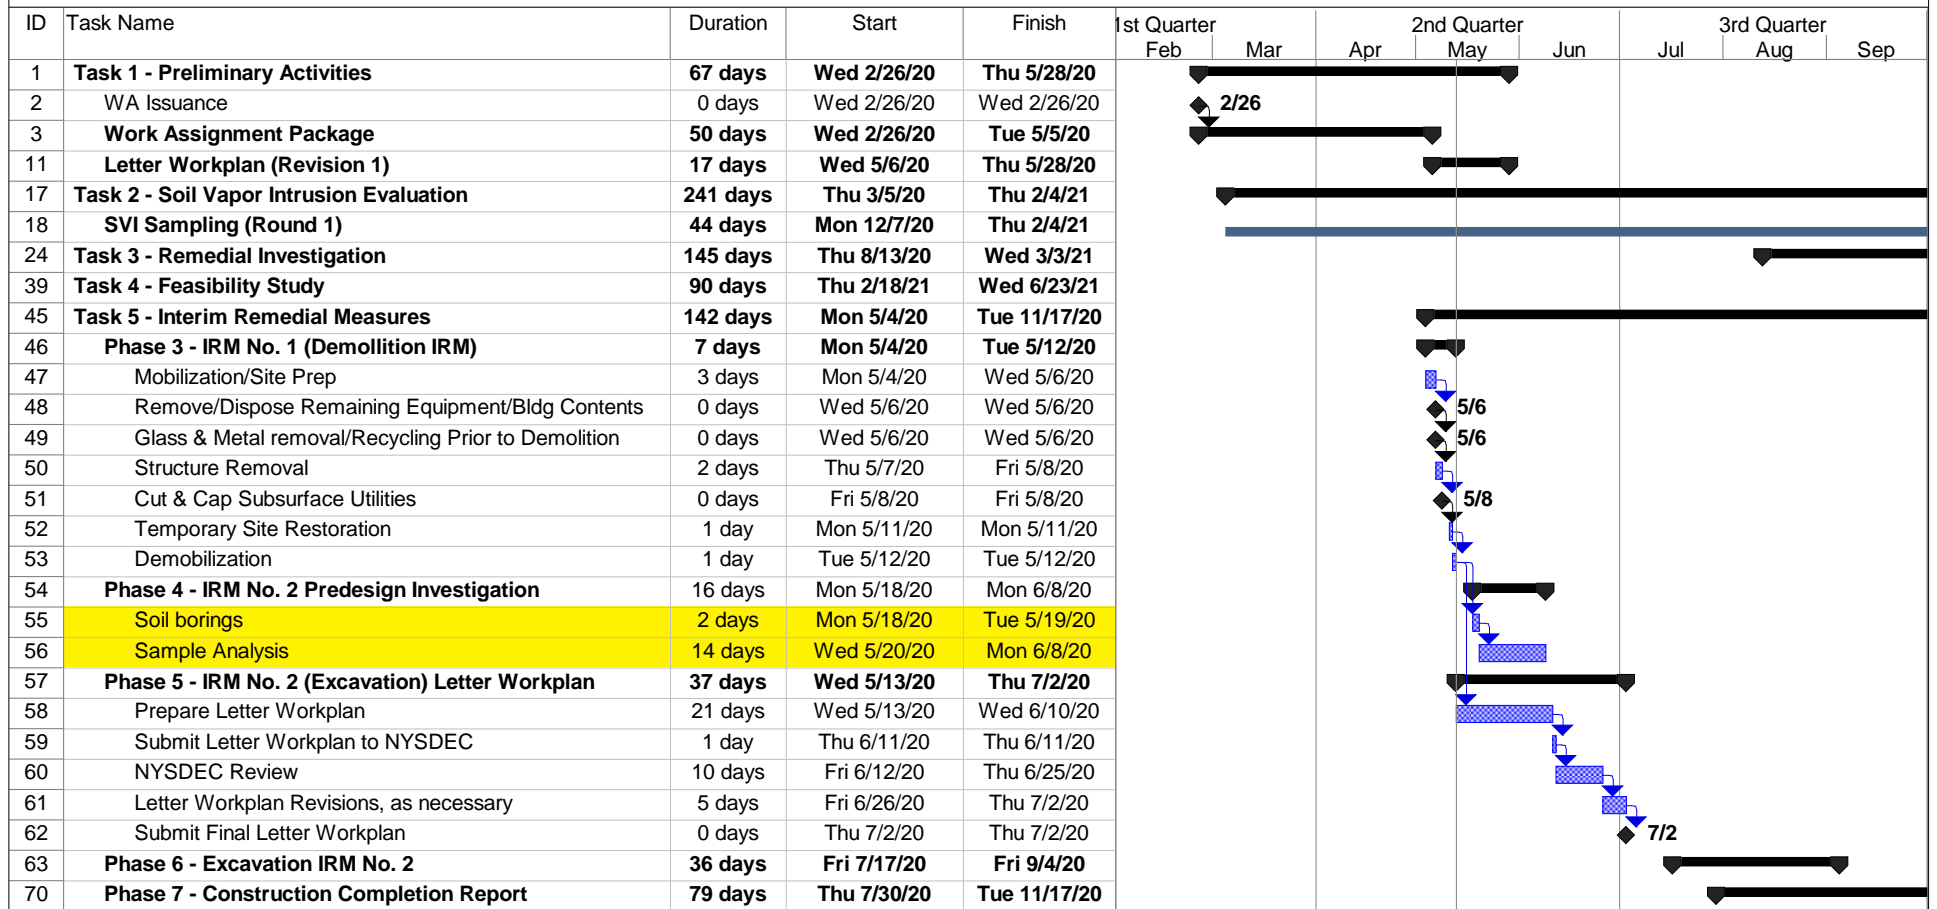 ID Task Name Duration Start Finish 1st Quarter 2nd Quarter 3rd Quarter
Feb Mar Apr May Jun Jul Aug Sep
1 Task 1 - Preliminary Activities 67 days Wed 2/26/20 Thu 5/28/20
2 WA Issuance 0 days Wed 2/26/20 Wed 2/26/20 2/26
3 Work Assignment Package 50 days Wed 2/26/20 Tue 5/5/20
11 Letter Workplan (Revision 1) 17 days Wed 5/6/20 Thu 5/28/20
17 Task 2 - Soil Vapor Intrusion Evaluation 241 days Thu 3/5/20 Thu 2/4/21
18 SVI Sampling (Round 1) 44 days Mon 12/7/20 Thu 2/4/21
24 Task 3 - Remedial Investigation 145 days Thu 8/13/20 Wed 3/3/21
39 Task 4 - Feasibility Study 90 days Thu 2/18/21 Wed 6/23/21
45 Task 5 - Interim Remedial Measures 142 days Mon 5/4/20 Tue 11/17/20
46 Phase 3 - IRM No. 1 (Demollition IRM) 7 days Mon 5/4/20 Tue 5/12/20
47 Mobilization/Site Prep 3 days Mon 5/4/20 Wed 5/6/20
48 Remove/Dispose Remaining Equipment/Bldg Contents 0 days Wed 5/6/20 Wed 5/6/20 5/6
49 Glass & Metal removal/Recycling Prior to Demolition 0 days Wed 5/6/20 Wed 5/6/20 5/6
50 Structure Removal 2 days Thu 5/7/20 Fri 5/8/20
51 Cut & Cap Subsurface Utilities 0 days Fri 5/8/20 Fri 5/8/20 5/8
52 Temporary Site Restoration 1 day Mon 5/11/20 Mon 5/11/20
53 Demobilization 1 day Tue 5/12/20 Tue 5/12/20
54 Phase 4 - IRM No. 2 Predesign Investigation 16 days Mon 5/18/20 Mon 6/8/20
55 Soil borings 2 days Mon 5/18/20 Tue 5/19/20
56 Sample Analysis 14 days Wed 5/20/20 Mon 6/8/20
57 Phase 5 - IRM No. 2 (Excavation) Letter Workplan 37 days Wed 5/13/20 Thu 7/2/20
58 Prepare Letter Workplan 21 days Wed 5/13/20 Wed 6/10/20
59 Submit Letter Workplan to NYSDEC 1 day Thu 6/11/20 Thu 6/11/20
60 NYSDEC Review 10 days Fri 6/12/20 Thu 6/25/20
61 Letter Workplan Revisions, as necessary 5 days Fri 6/26/20 Thu 7/2/20
62 Submit Final Letter Workplan 0 days Thu 7/2/20 Thu 7/2/20 7/2
63 Phase 6 - Excavation IRM No. 2 36 days Fri 7/17/20 Fri 9/4/20
70 Phase 7 - Construction Completion Report 79 days Thu 7/30/20 Tue 11/17/20